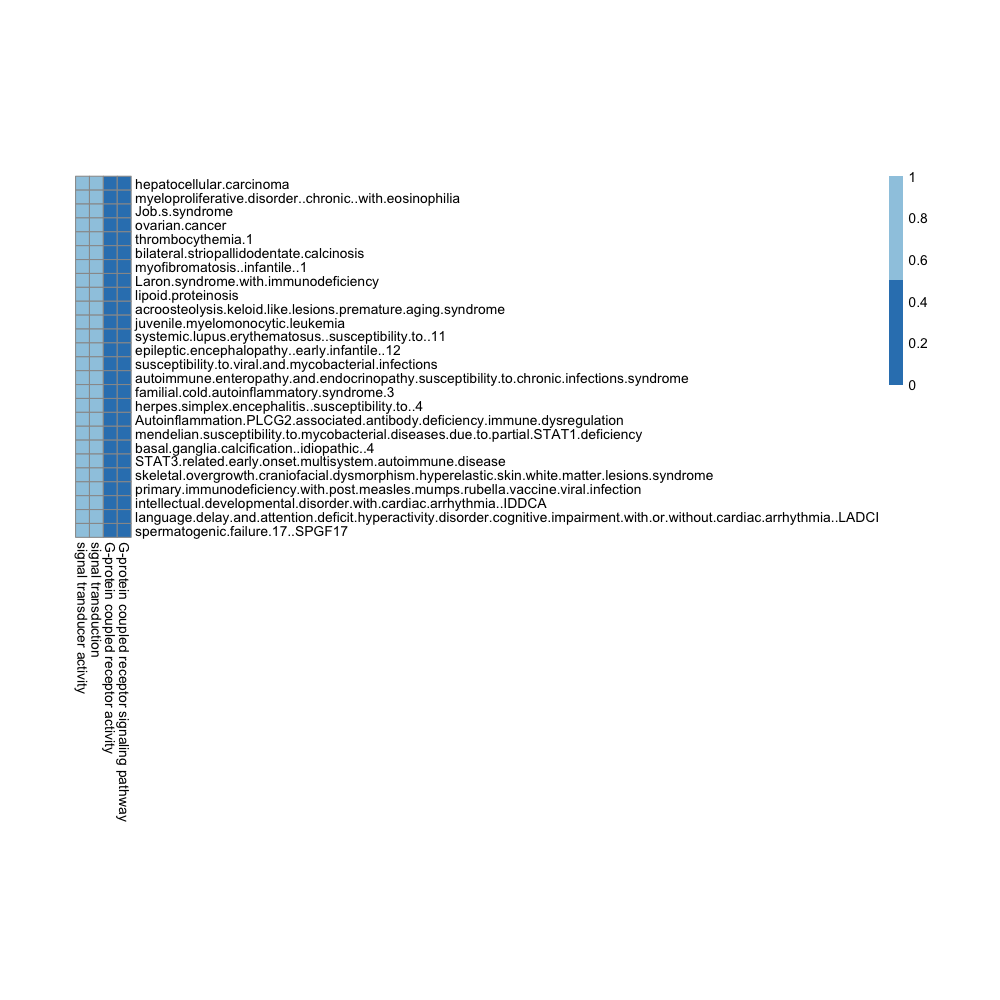 hepatocellular.carcinoma
myeloproliferative.disorder..chronic..with.eosinophilia
Job.s.syndrome
ovarian.cancer
thrombocythemia.1
bilateral.striopallidodentate.calcinosis
myofibromatosis..infantile..1
Laron.syndrome.with.immunodeficiency
lipoid.proteinosis
acroosteolysis.keloid.like.lesions.premature.aging.syndrome
juvenile.myelomonocytic.leukemia
systemic.lupus.erythematosus..susceptibility.to..11
epileptic.encephalopathy..early.infantile..12
susceptibility.to.viral.and.mycobacterial.infections
autoimmune.enteropathy.and.endocrinopathy.susceptibility.to.chronic.infections.syndrome
familial.cold.autoinflammatory.syndrome.3
herpes.simplex.encephalitis..susceptibility.to..4
Autoinflammation.PLCG2.associated.antibody.deficiency.immune.dysregulation
mendelian.susceptibility.to.mycobacterial.diseases.due.to.partial.STAT1.deficiency
basal.ganglia.calcification..idiopathic..4
STAT3.related.early.onset.multisystem.autoimmune.disease
skeletal.overgrowth.craniofacial.dysmorphism.hyperelastic.skin.white.matter.lesions.syndrome
primary.immunodeficiency.with.post.measles.mumps.rubella.vaccine.viral.infection
intellectual.developmental.disorder.with.cardiac.arrhythmia..IDDCA
language.delay.and.attention.deficit.hyperactivity.disorder.cognitive.impairment.with.or.without.cardiac.arrhythmia..LADCI
spermatogenic.failure.17..SPGF17
signal transducer activity
signal transduction
G-protein coupled receptor activity
G-protein coupled receptor signaling pathway
1
0.8
0.6
0.4
0.2
0